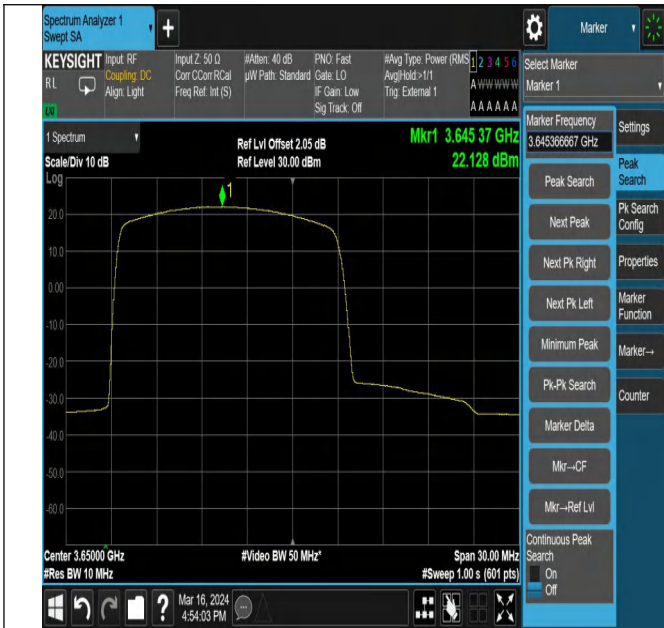 Spectrum Analyzer 1
Swept SA
+
Marker
KEYSIGHT
RL
LXI
Input: RF
Coupling: DC
Align: Light
Input Z: 50 Ω
Corr CCorr RCal
Freq Ref: Int (S)
#Atten: 40 dB
µW Path: Standard
PNO: Fast
Gate: LO
IF Gain: Low
Sig Track: Off
#Avg Type: Power (RMS
Avg|Hold:>1/1
Trig: External 1
1 2 3 4 5 6
A W W W W W
A A A A A A
Select Marker
Marker 1
1 Spectrum
Scale/Div 10 dB
Log
Ref Lvl Offset 2.05 dB
Ref Level 30.00 dBm
Mkr1 3.645 37 GHz
22.128 dBm
1
20.0
10.0
0.00
-10.0
-20.0
-30.0
-40.0
-50.0
-60.0
Center 3.65000 GHz
#Res BW 10 MHz
#Video BW 50 MHz*
Span 30.00 MHz
#Sweep 1.00 s (601 pts)
Marker Frequency
3.645366667 GHz
Peak Search
Next Peak
Next Pk Right
Next Pk Left
Minimum Peak
Pk-Pk Search
Marker Delta
Mkr→CF
Mkr→Ref Lvl
Continuous Peak
Search
On
Off
Settings
Peak
Search
Pk Search
Config
Properties
Marker
Function
Marker→
Counter
?
Mar 16, 2024
4:54:03 PM